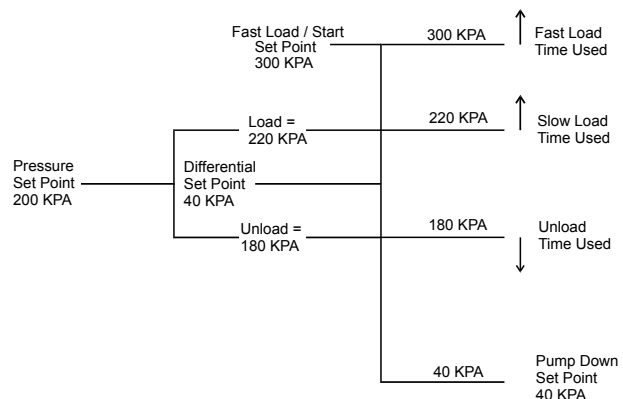 Fast Load / Start
Set Point
300 KPA
300 KPA
Fast Load
Time Used
Load =
220 KPA
220 KPA
Slow Load
Time Used
Pressure
Set Point
200 KPA
Differential
Set Point
40 KPA
Unload =
180 KPA
180 KPA
Unload
Time Used
40 KPA
Pump Down
Set Point
40 KPA